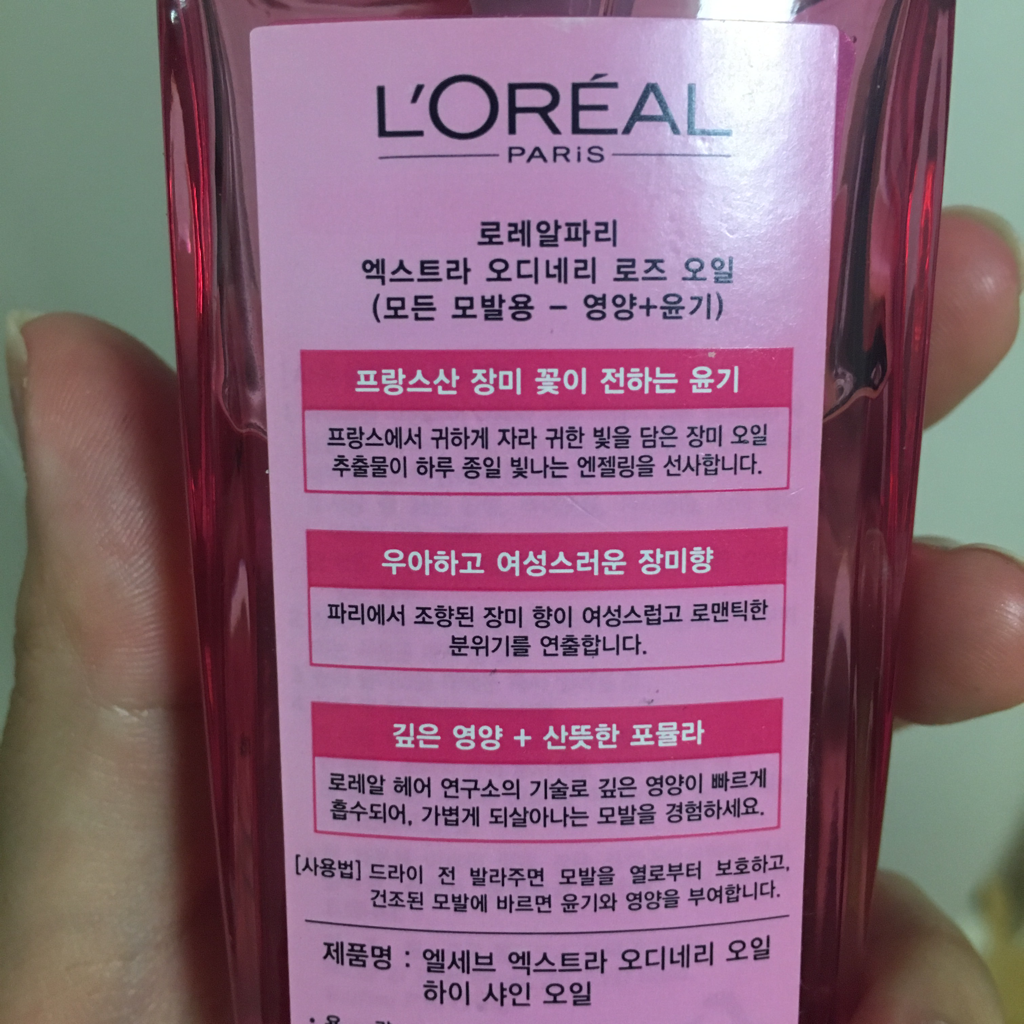 L'ORÉAL
PARiS
로레알파리
엑스트라 오디네리 로즈 오일
(모든 모발용 – 영양+윤기)
프랑스산 장미 꽃이 전하는 윤기
프랑스에서 귀하게 자라 귀한 빛을 담은 장미 오일
추출물이 하루 종일 빛나는 엔젤링을 선사합니다.
우아하고 여성스러운 장미향
파리에서 조향된 장미 향이 여성스럽고 로맨틱한
분위기를 연출합니다.
깊은 영양 + 산뜻한 포뮬라
로레알 헤어 연구소의 기술로 깊은 영양이 빠르게
흡수되어, 가볍게 되살아나는 모발을 경험하세요.
[사용법] 드라이 전 발라주면 모발을 열로부터 보호하고,
건조된 모발에 바르면 윤기와 영양을 부여합니다.
제품명 : 엘세브 엑스트라 오디네리 오일
하이 샤인 오일